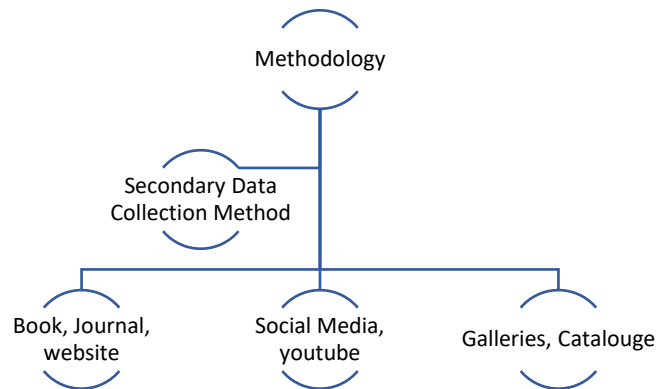 Methodology
Secondary Data
Collection Method
Book, Journal,
website
Social Media,
youtube
Galleries, Catalouge